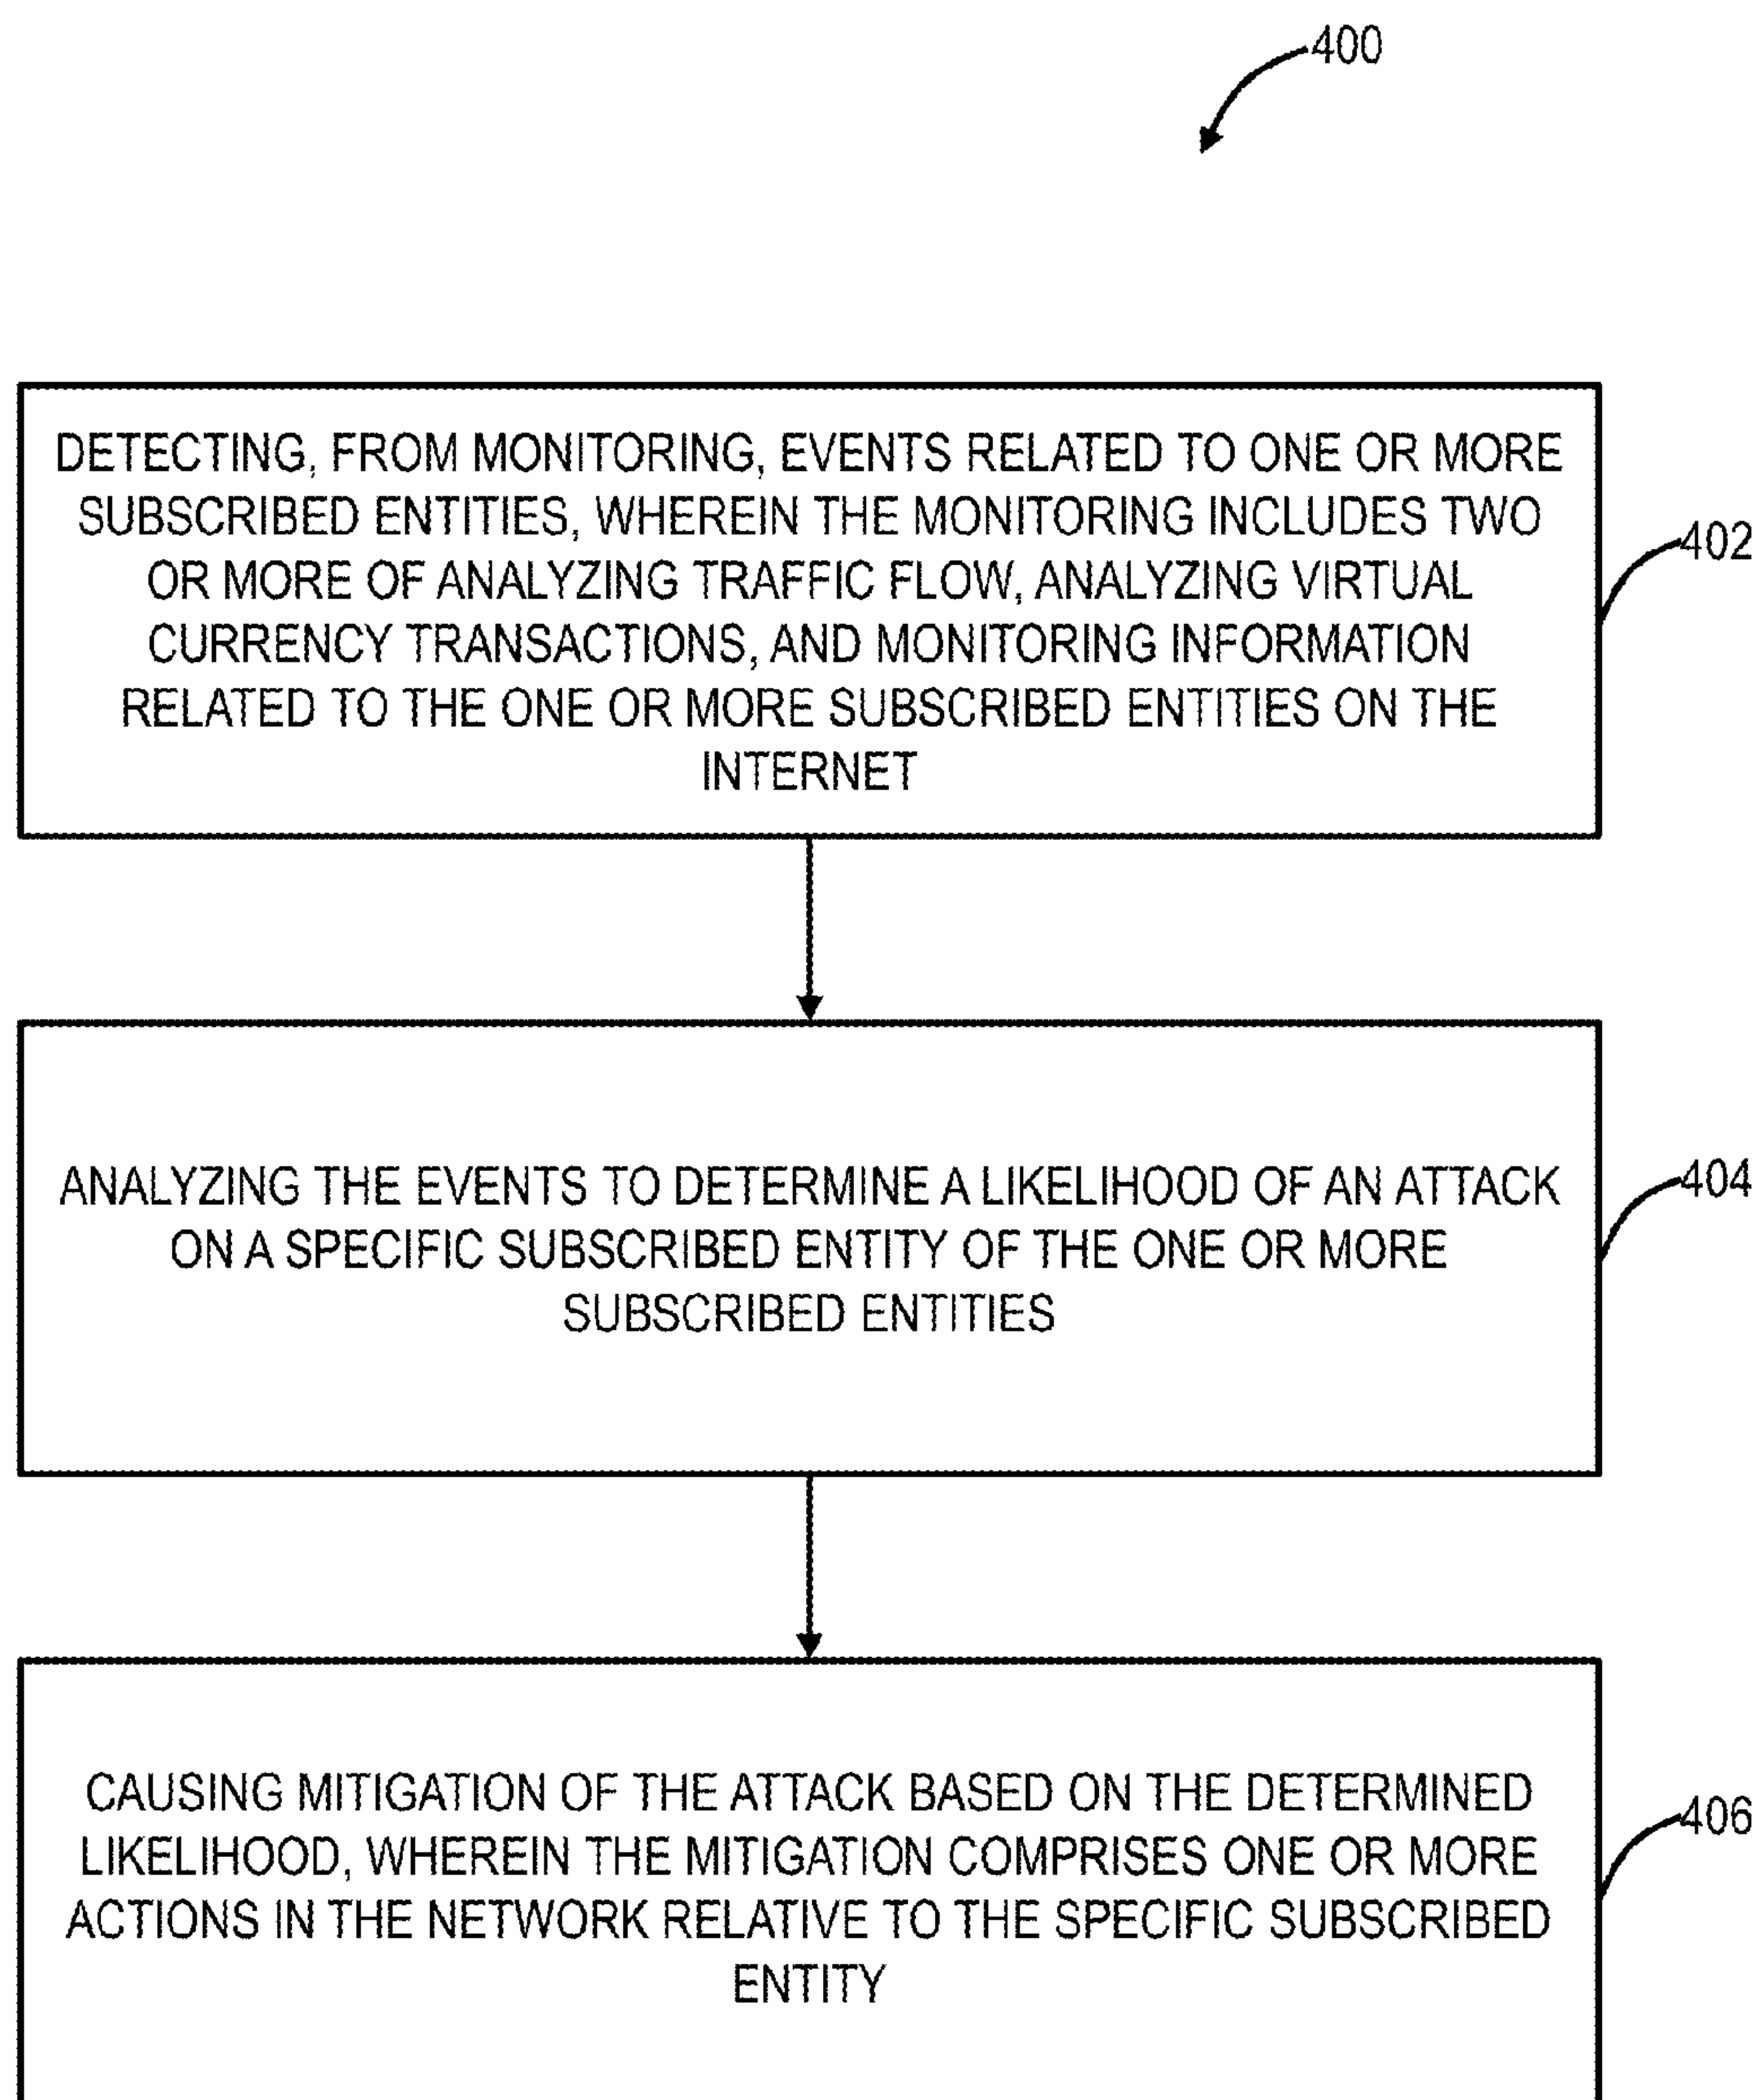 400
DETECTING, FROM MONITORING, EVENTS RELATED TO ONE OR MORE
SUBSCRIBED ENTITIES, WHEREIN THE MONITORING INCLUDES TWO
OR MORE OF ANALYZING TRAFFIC FLOW, ANALYZING VIRTUAL
CURRENCY TRANSACTIONS, AND MONITORING INFORMATION
RELATED TO THE ONE OR MORE SUBSCRIBED ENTITIES ON THE
INTERNET
402
ANALYZING THE EVENTS TO DETERMINE A LIKELIHOOD OF AN ATTACK
ON A SPECIFIC SUBSCRIBED ENTITY OF THE ONE OR MORE
SUBSCRIBED ENTITIES
404
CAUSING MITIGATION OF THE ATTACK BASED ON THE DETERMINED
LIKELIHOOD, WHEREIN THE MITIGATION COMPRISES ONE OR MORE
ACTIONS IN THE NETWORK RELATIVE TO THE SPECIFIC SUBSCRIBED
ENTITY
406